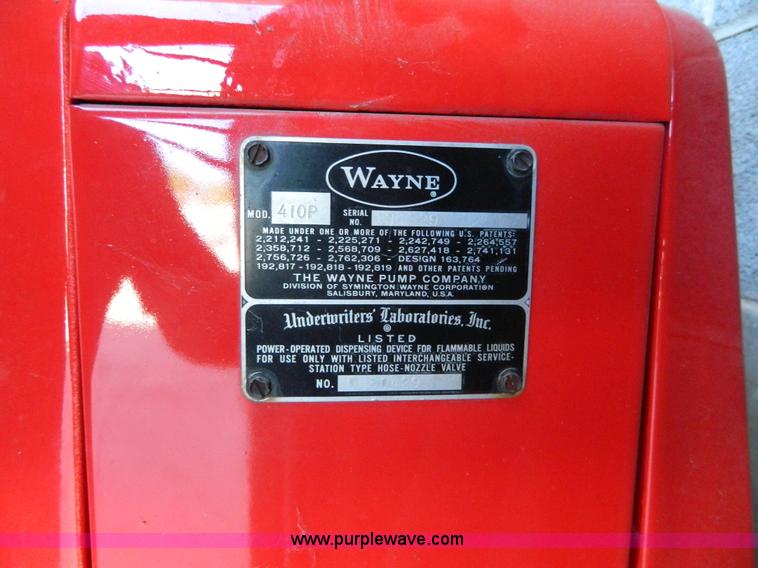 WAYNE
MOD. 410P SERIAL NO.
MADE UNDER ONE OR MORE OF THE FOLLOWING U.S. PATENTS:
2,212,241 - 2,225,271 - 2,242,749 - 2,264,557
2,358,712 - 2,568,709 - 2,627,418 - 2,741,131
2,756,726 - 2,762,306 - DESIGN 163,764
192,817 - 192,818 - 192,819 AND OTHER PATENTS PENDING
THE WAYNE PUMP COMPANY
DIVISION OF SYMINGTON WAYNE CORPORATION
SALISBURY, MARYLAND, U.S.A.
Underwriters' Laboratories, Inc.
®
LISTED
POWER-OPERATED DISPENSING DEVICE FOR FLAMMABLE LIQUIDS
FOR USE ONLY WITH LISTED INTERCHANGEABLE SERVICE-
STATION TYPE HOSE-NOZZLE VALVE
NO.
www.purplewave.com